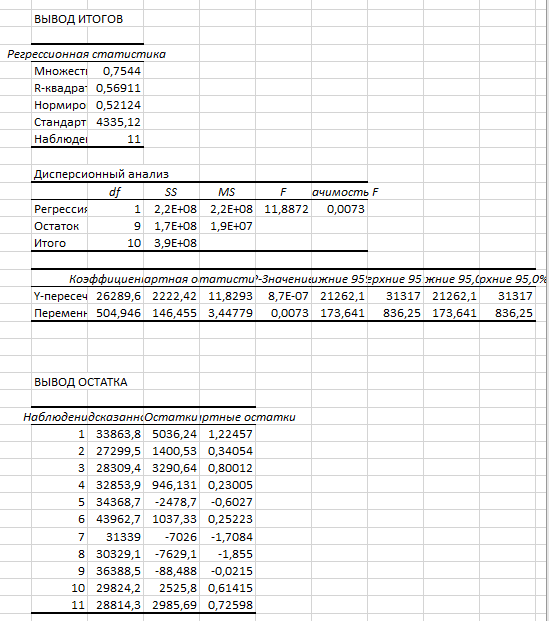 ВЫВОД ИТОГОВ
Регрессионная статистика
Множесть 0,7544
R-квадрат 0,56911
Нормиро 0,52124
Стандарт 4335,12
Наблюде 11
Дисперсионный анализ
df SS MS F ачимость F
Регрессия 1 2,2E+08 2,2E+08 11,8872 0,0073
Остаток 9 1,7E+08 1,9E+07
Итого 10 3,9E+08
Коэффициен артная о татисти Р-Значение ижние 95 ерхние 95 жние 95,0 рхние 95,0%
Y-пересеч 26289,6 2222,42 11,8293 8,7E-07 21262,1 31317 21262,1 31317
Перемен 504,946 146,455 3,44779 0,0073 173,641 836,25 173,641 836,25
ВЫВОД ОСТАТКА
Наблюдени дсказанн Остатки ртные остатки
1 33863,8 5036,24 1,22457
2 27299,5 1400,53 0,34054
3 28309,4 3290,64 0,80012
4 32853,9 946,131 0,23005
5 34368,7 -2478,7 -0,6027
6 43962,7 1037,33 0,25223
7 31339 -7026 -1,7084
8 30329,1 -7629,1 -1,855
9 36388,5 -88,488 -0,0215
10 29824,2 2525,8 0,61415
11 28814,3 2985,69 0,72598